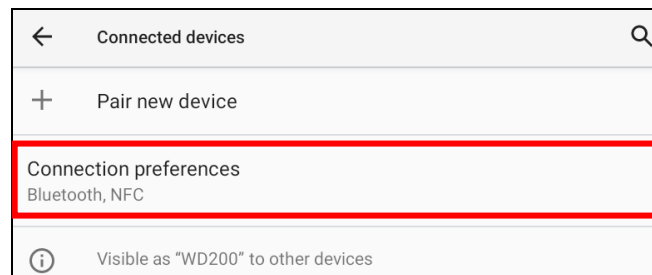 Connected devices
Pair new device
Connection preferences
Bluetooth, NFC
Visible as "WD200" to other devices